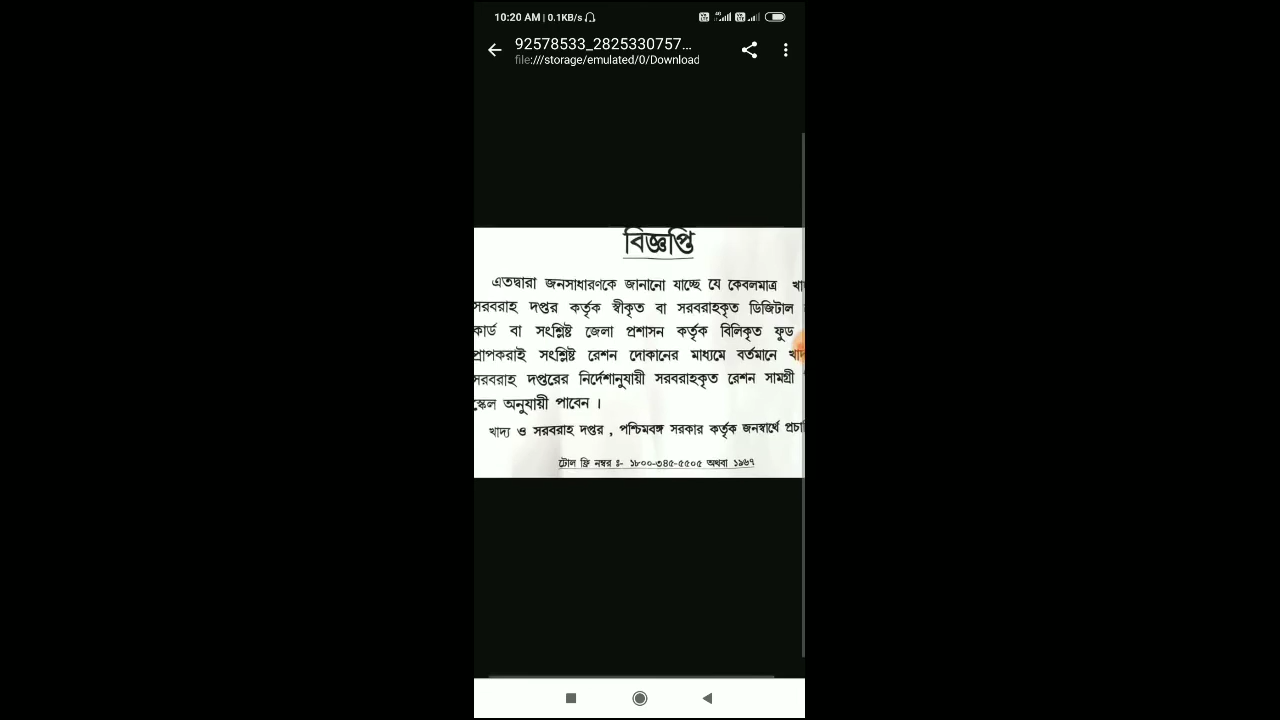 10:20 AM | 0.1KB/s
92578533_2825330757...
file:///storage/emulated/0/Download
বিজ্ঞপ্তি
এতদ্বারা জনসাধারণকে জানানো যাচ্ছে যে কেবলমাত্র
সরবরাহ দপ্তর কর্তৃক স্বীকৃত বা সরবরাহকৃত ডিজিটাল
কার্ড বা সংশ্লিষ্ট জেলা প্রশাসন কর্তৃক বিলিকৃত ফুড
প্রাপকরাই সংশ্লিষ্ট রেশন দোকানের মাধ্যমে বর্তমানে
সরবরাহ দপ্তরের নির্দেশানুযায়ী সরবরাহকৃত রেশন সামগ্রী
স্কেল অনুযায়ী পাবেন ।
খাদ্য ও সরবরাহ দপ্তর , পশ্চিমবঙ্গ সরকার কর্তৃক জনস্বার্থে
টোল ফ্রি নম্বর ঃ- ১৮০০-৩৪৫-৫৫০৫ অথবা ১৯৬৭